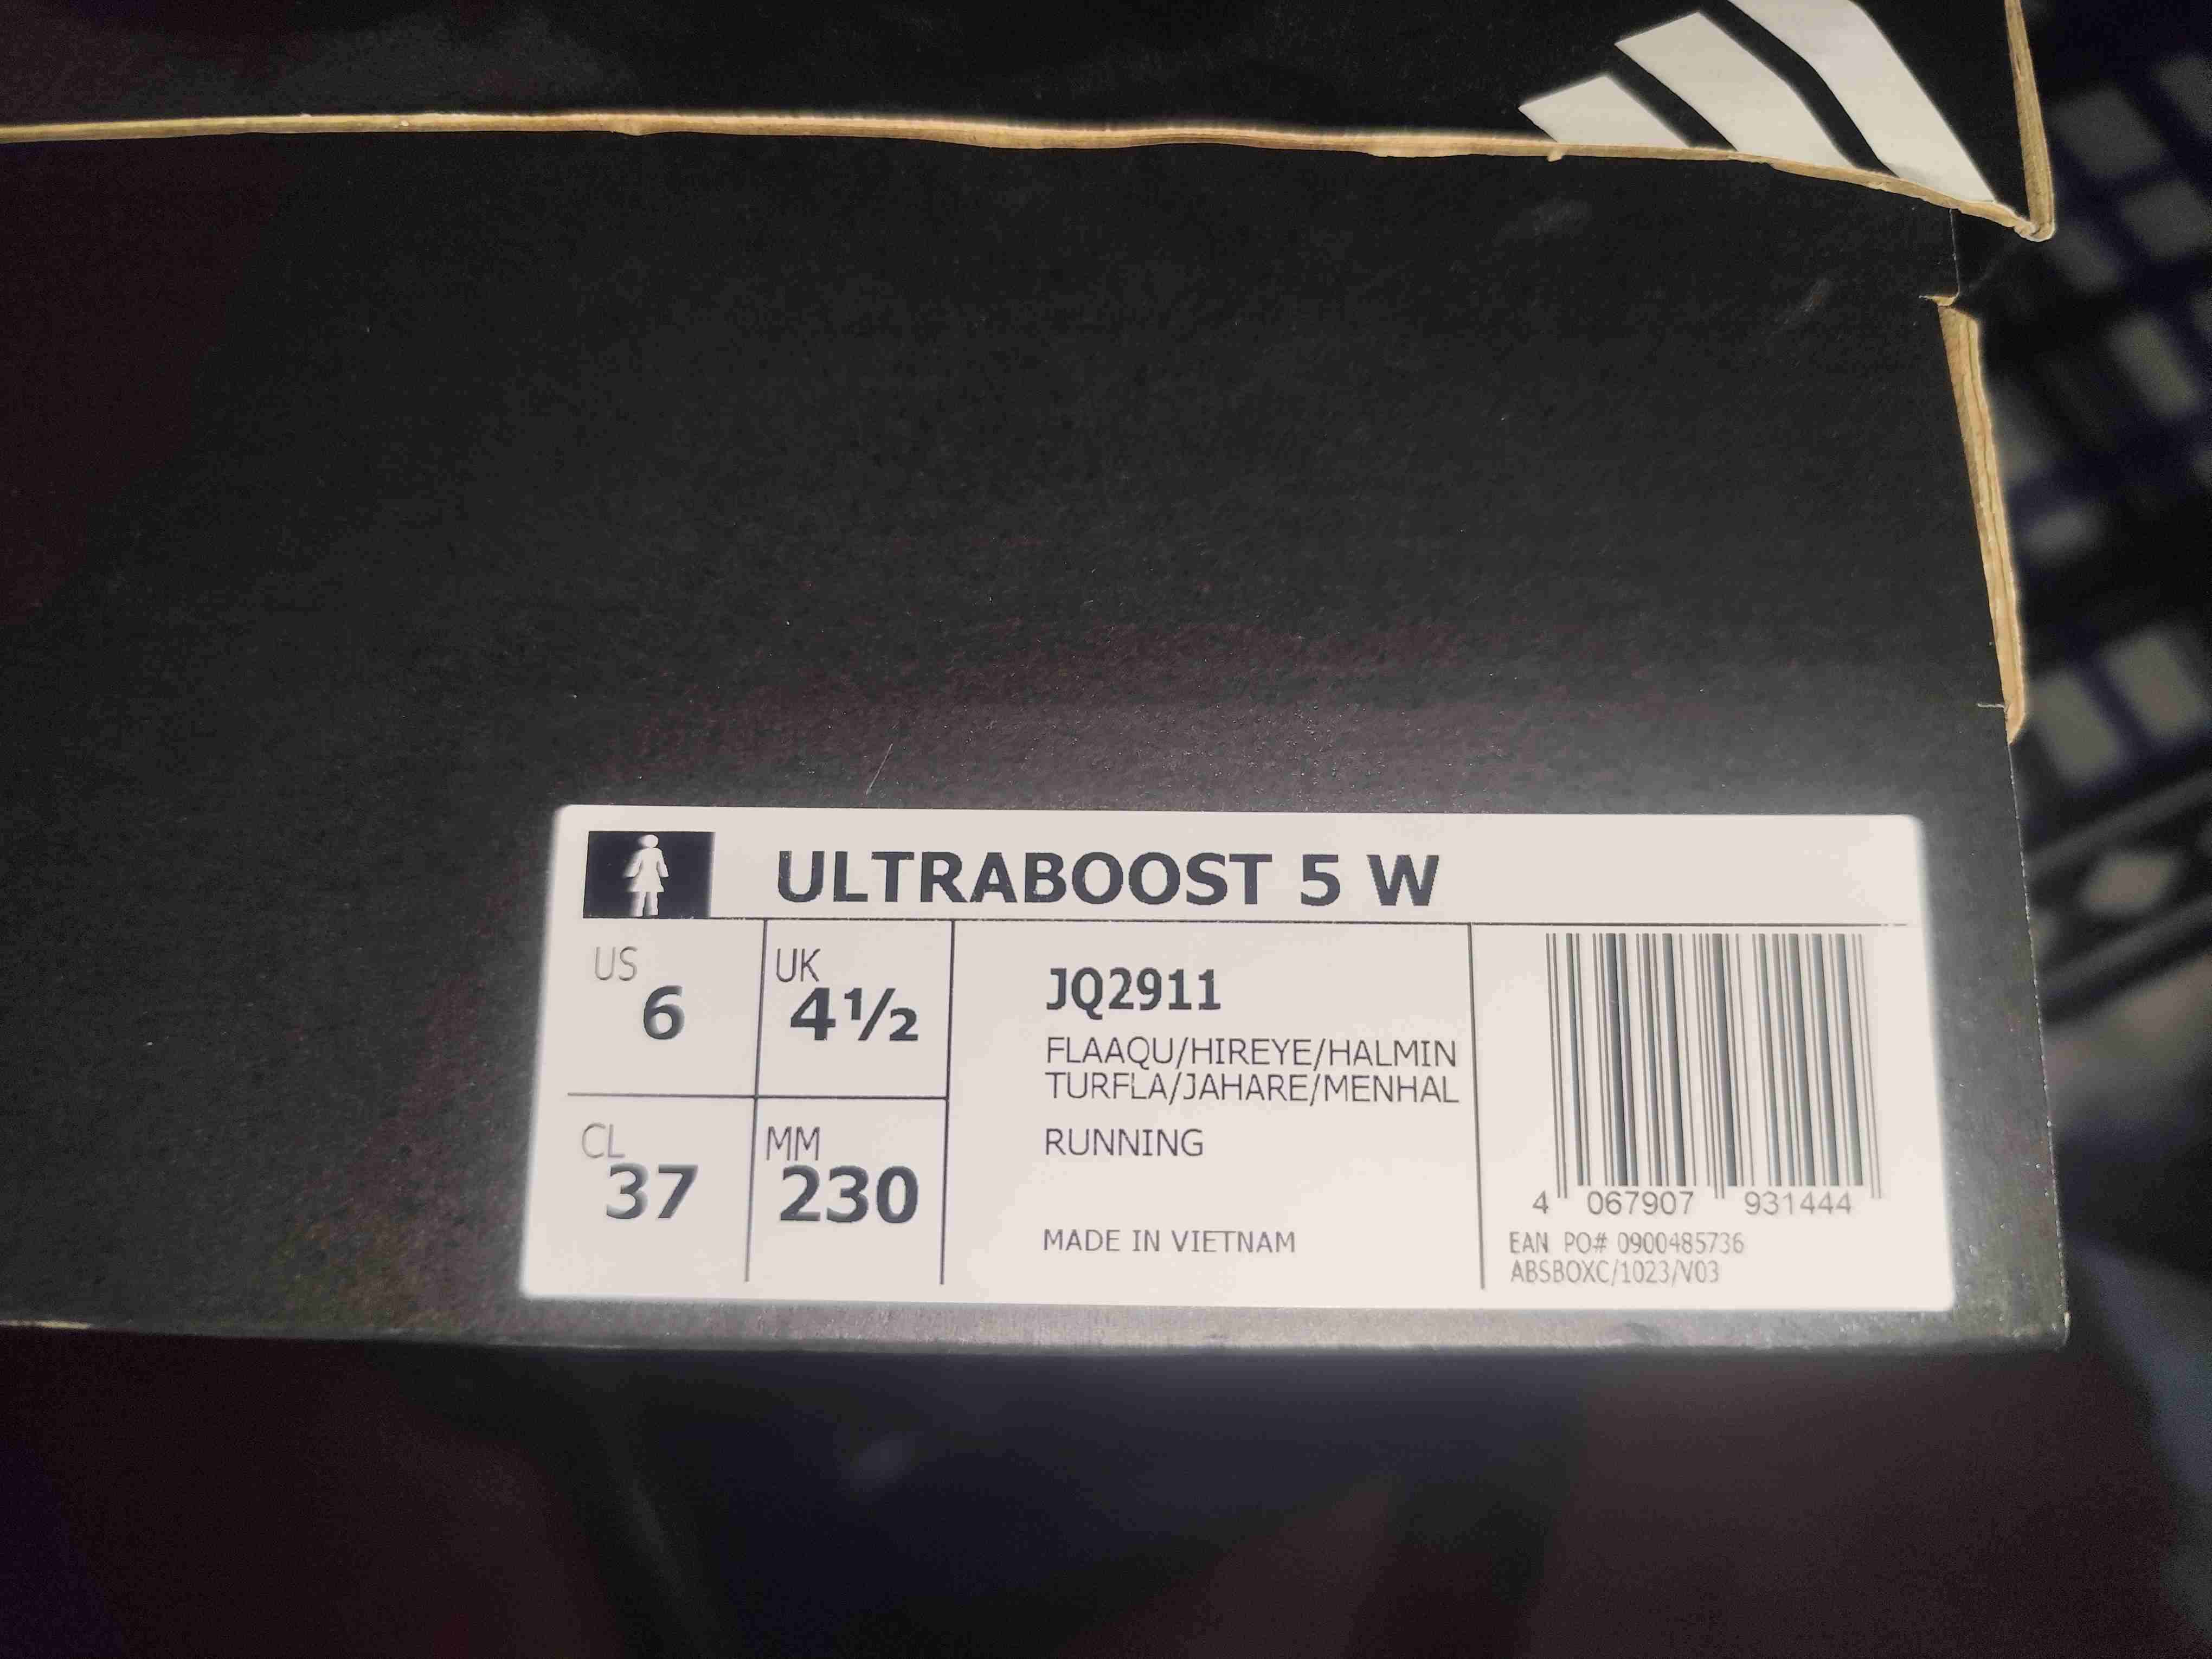 ULTRABOOST 5 W
US
6
UK
4½
CL
37
MM
230
JQ2911
FLAAQU/HIREYE/HALMIN
TURFLA/JAHARE/MENHAL
RUNNING
MADE IN VIETNAM
4 067907 931444
EAN PO# 0900485736
ABSBOXC/1023/V03